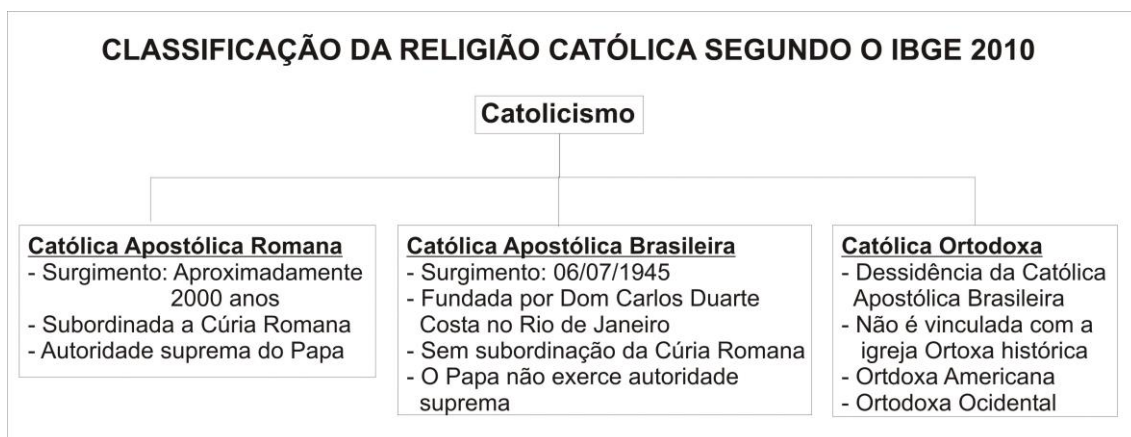 CLASSIFICAÇÃO DA RELIGIÃO CATÓLICA SEGUNDO O IBGE 2010
Catolicismo
Católica Apostólica Romana
- Surgimento: Aproximadamente
2000 anos
- Subordinada a Cúria Romana
- Autoridade suprema do Papa
Católica Apostólica Brasileira
- Surgimento: 06/07/1945
- Fundada por Dom Carlos Duarte
Costa no Rio de Janeiro
- Sem subordinação da Cúria Romana
- O Papa não exerce autoridade
suprema
Católica Ortodoxa
- Dessidência da Católica
Apostólica Brasileira
- Não é vinculada com a
igreja Ortoxa histórica
- Ortdoxa Americana
- Ortodoxa Ocidental